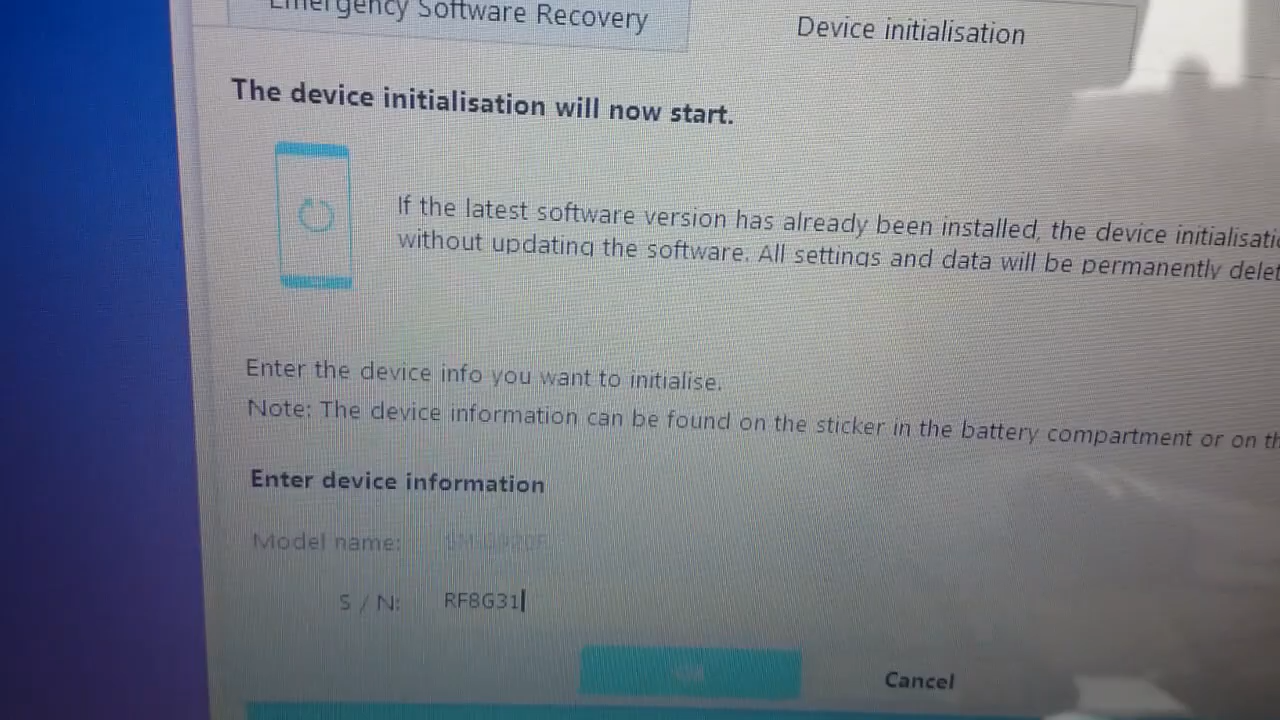 Emergency Software Recovery
Device initialisation
The device initialisation will now start.
If the latest software version has already been installed, the device
without updating the software. All settings and data will be permanently
Enter the device info you want to initialise.
Note: The device information can be found on the sticker in the battery compartment or on
Enter device information
Model name:
S / N: RF8G31
Cancel